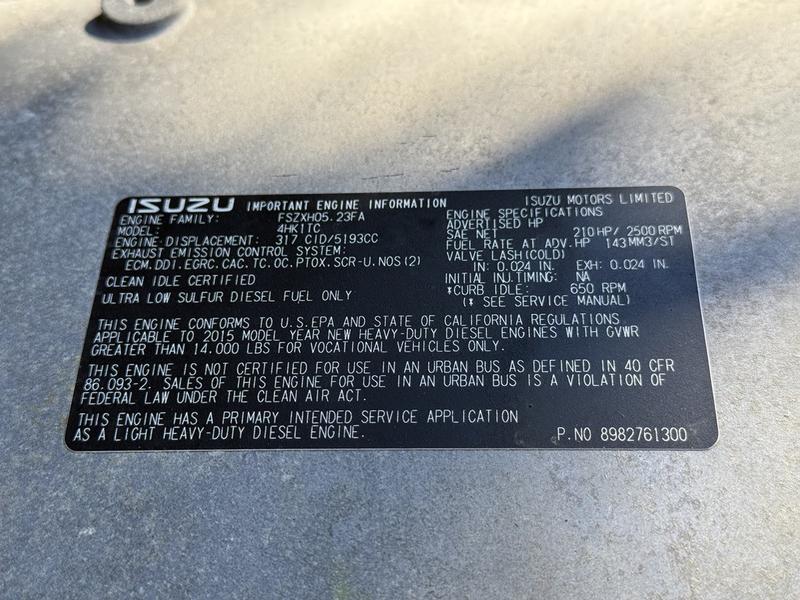 ISUZU IMPORTANT ENGINE INFORMATION ISUZU MOTORS LIMITED
ENGINE FAMILY: FSZXH05.23FA
MODEL: 4HK1TC
ENGINE DISPLACEMENT: 317 CID/5193CC
EXHAUST EMISSION CONTROL SYSTEM:
ECM.DDI.EGRC.CAC.TC.OC.PTOX.SCR-U.NOS(2)
CLEAN IDLE CERTIFIED
ULTRA LOW SULFUR DIESEL FUEL ONLY
ENGINE SPECIFICATIONS
ADVERTISED HP
SAE NET 210HP/ 2500RPM
FUEL RATE AT ADV.HP 143MM3/ST
VALVE LASH(COLD)
IN: 0.024 IN. EXH: 0.024 IN.
INITIAL INJ.TIMING: NA
*CURB IDLE: 650 RPM
(* SEE SERVICE MANUAL)
THIS ENGINE CONFORMS TO U.S.EPA AND STATE OF CALIFORNIA REGULATIONS
APPLICABLE TO 2015 MODEL YEAR NEW HEAVY-DUTY DIESEL ENGINES WITH GVWR
GREATER THAN 14.000 LBS FOR VOCATIONAL VEHICLES ONLY.
THIS ENGINE IS NOT CERTIFIED FOR USE IN AN URBAN BUS AS DEFINED IN 40 CFR
86.093-2. SALES OF THIS ENGINE FOR USE IN AN URBAN BUS IS A VIOLATION OF
FEDERAL LAW UNDER THE CLEAN AIR ACT.
THIS ENGINE HAS A PRIMARY INTENDED SERVICE APPLICATION
AS A LIGHT HEAVY-DUTY DIESEL ENGINE.
P.NO 8982761300